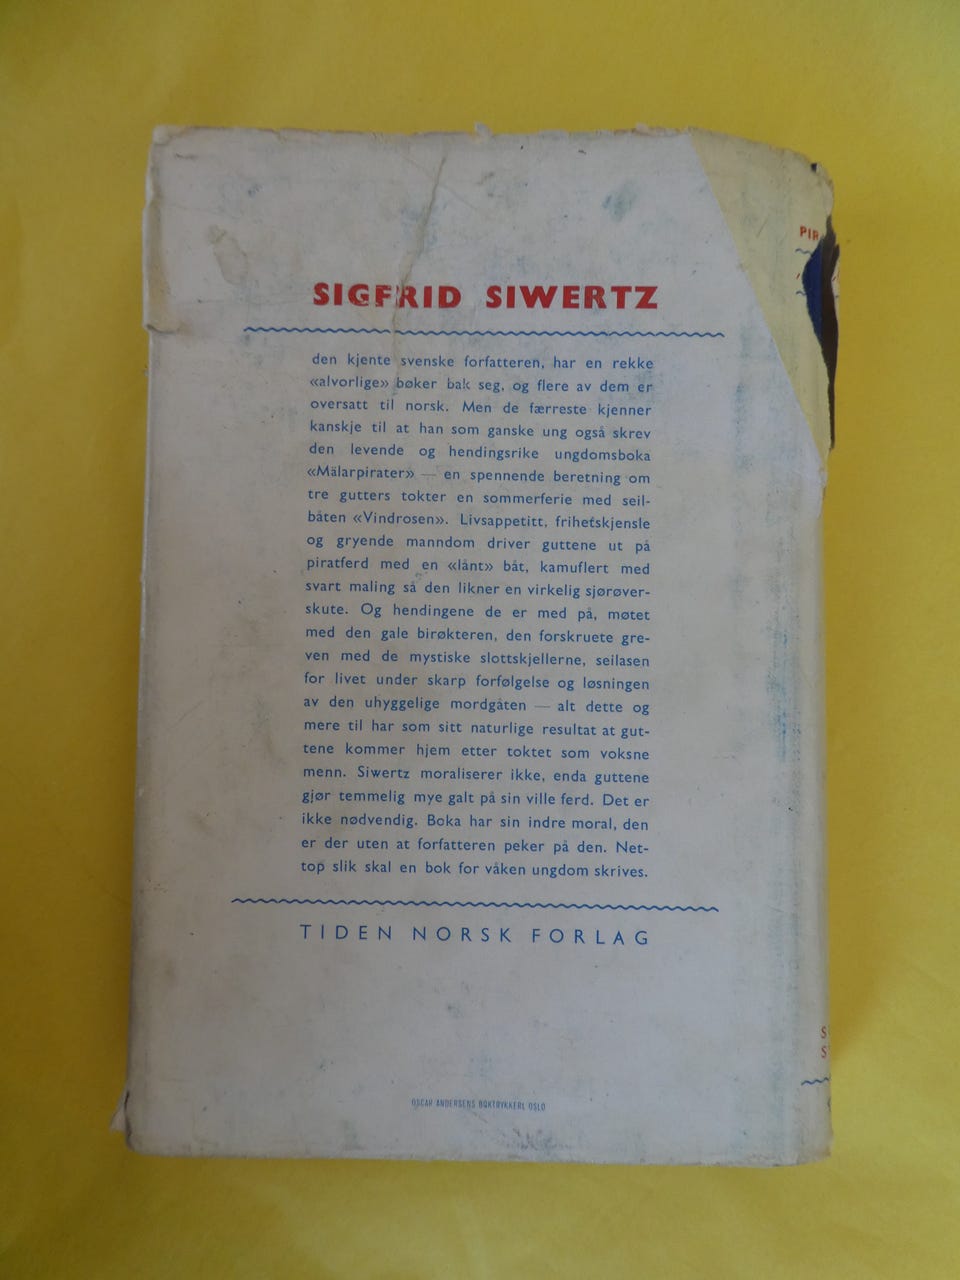 SIGFRID SIWERTZ
den kjente svenske forfatteren, har en rekke
«alvorlige» bøker bak seg, og flere av dem er
oversatt til norsk. Men de færreste kjenner
kanskje til at han som ganske ung også skrev
den levende og hendingsrike ungdomsboka
«Mälarpirater» — en spennende beretning om
tre gutters tokter en sommerferie med seil-
båten «Vindrosen». Livsappetitt, frihetskjensle
og gryende manndom driver guttene ut på
piratferd med en «lånt» båt, kamuflert med
svart maling så den likner en virkelig sjørøver-
skute. Og hendingene de er med på, møtet
med den gale birøkteren, den forskruete gre-
ven med de mystiske slottskjellerne, seilasen
for livet under skarp forfølgelse og løsningen
av den uhyggelige mordgåten — alt dette og
mere til har som sitt naturlige resultat at gut-
tene kommer hjem etter toktet som voksne
menn. Siwertz moraliserer ikke, enda guttene
gjør temmelig mye galt på sin ville ferd. Det er
ikke nødvendig. Boka har sin indre moral, den
er der uten at forfatteren peker på den. Net-
top slik skal en bok for våken ungdom skrives.
TIDEN NORSK FORLAG
OSCAR ANDERSENS BOKTRYKKERI, OSLO